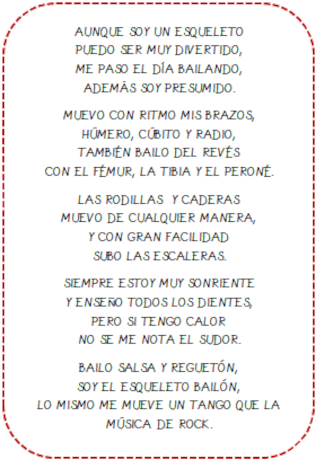 AUNQUE SOY UN ESQUELETO
PUEDO SER MUY DIVERTIDO,
ME PASO EL DÍA BAILANDO,
ADEMÁS SOY PRESUMIDO.
MUEVO CON RITMO MIS BRAZOS,
HÚMERO, CÚBITO Y RADIO,
TAMBIÉN BAILO DEL REVÉS
CON EL FÉMUR, LA TIBIA Y EL PERONÉ.
LAS RODILLAS Y CADERAS
MUEVO DE CUALQUIER MANERA,
Y CON GRAN FACILIDAD
SUBO LAS ESCALERAS.
SIEMPRE ESTOY MUY SONRIENTE
Y ENSEÑO TODOS LOS DIENTES,
PERO SI TENGO CALOR
NO SE ME NOTA EL SUDOR.
BAILO SALSA Y REGUETÓN,
SOY EL ESQUELETO BAILÓN,
LO MISMO ME MUEVE UN TANGO QUE LA
MÚSICA DE ROCK.